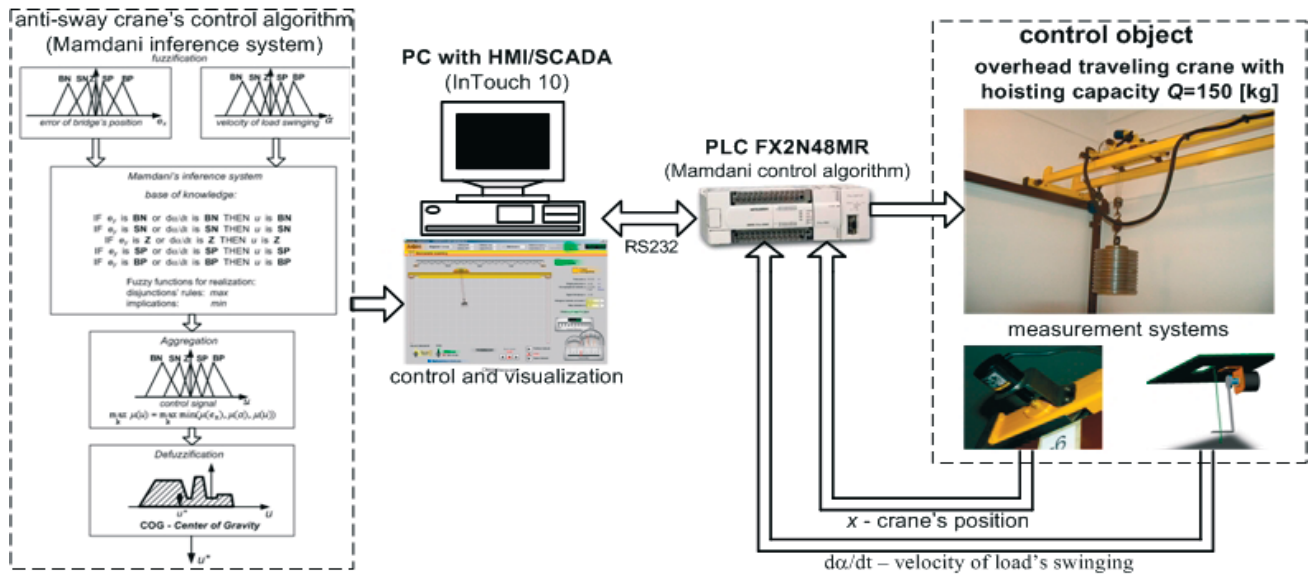 anti-sway crane's control algorithm
(Mamdani inference system)
fuzzification
BN SN Z SP BP
error of bridge's position
BN SN Z SP BP
velocity of load swinging
Mamdani's inference system
base of knowledge:
IF eᵧ is BN or dα/dt is BN THEN u is BN
IF eᵧ is SN or dα/dt is SN THEN u is SN
IF eᵧ is Z or dα/dt is Z THEN u is Z
IF eᵧ is SP or dα/dt is SP THEN u is SP
IF eᵧ is BP or dα/dt is BP THEN u is BP
Fuzzy functions for realization:
disjunctions' rules: max
implications: min
Aggregation
BN SN Z SP BP
control signal
u
Defuzzification
u*
u
COG - Center of Gravity
u*
PC with HMI/SCADA
(InTouch 10)
control and visualization
RS232
PLC FX2N48MR
(Mamdani control algorithm)
control object
overhead traveling crane with
hoisting capacity Q=150 [kg]
measurement systems
x - crane's position
dα/dt – velocity of load's swinging